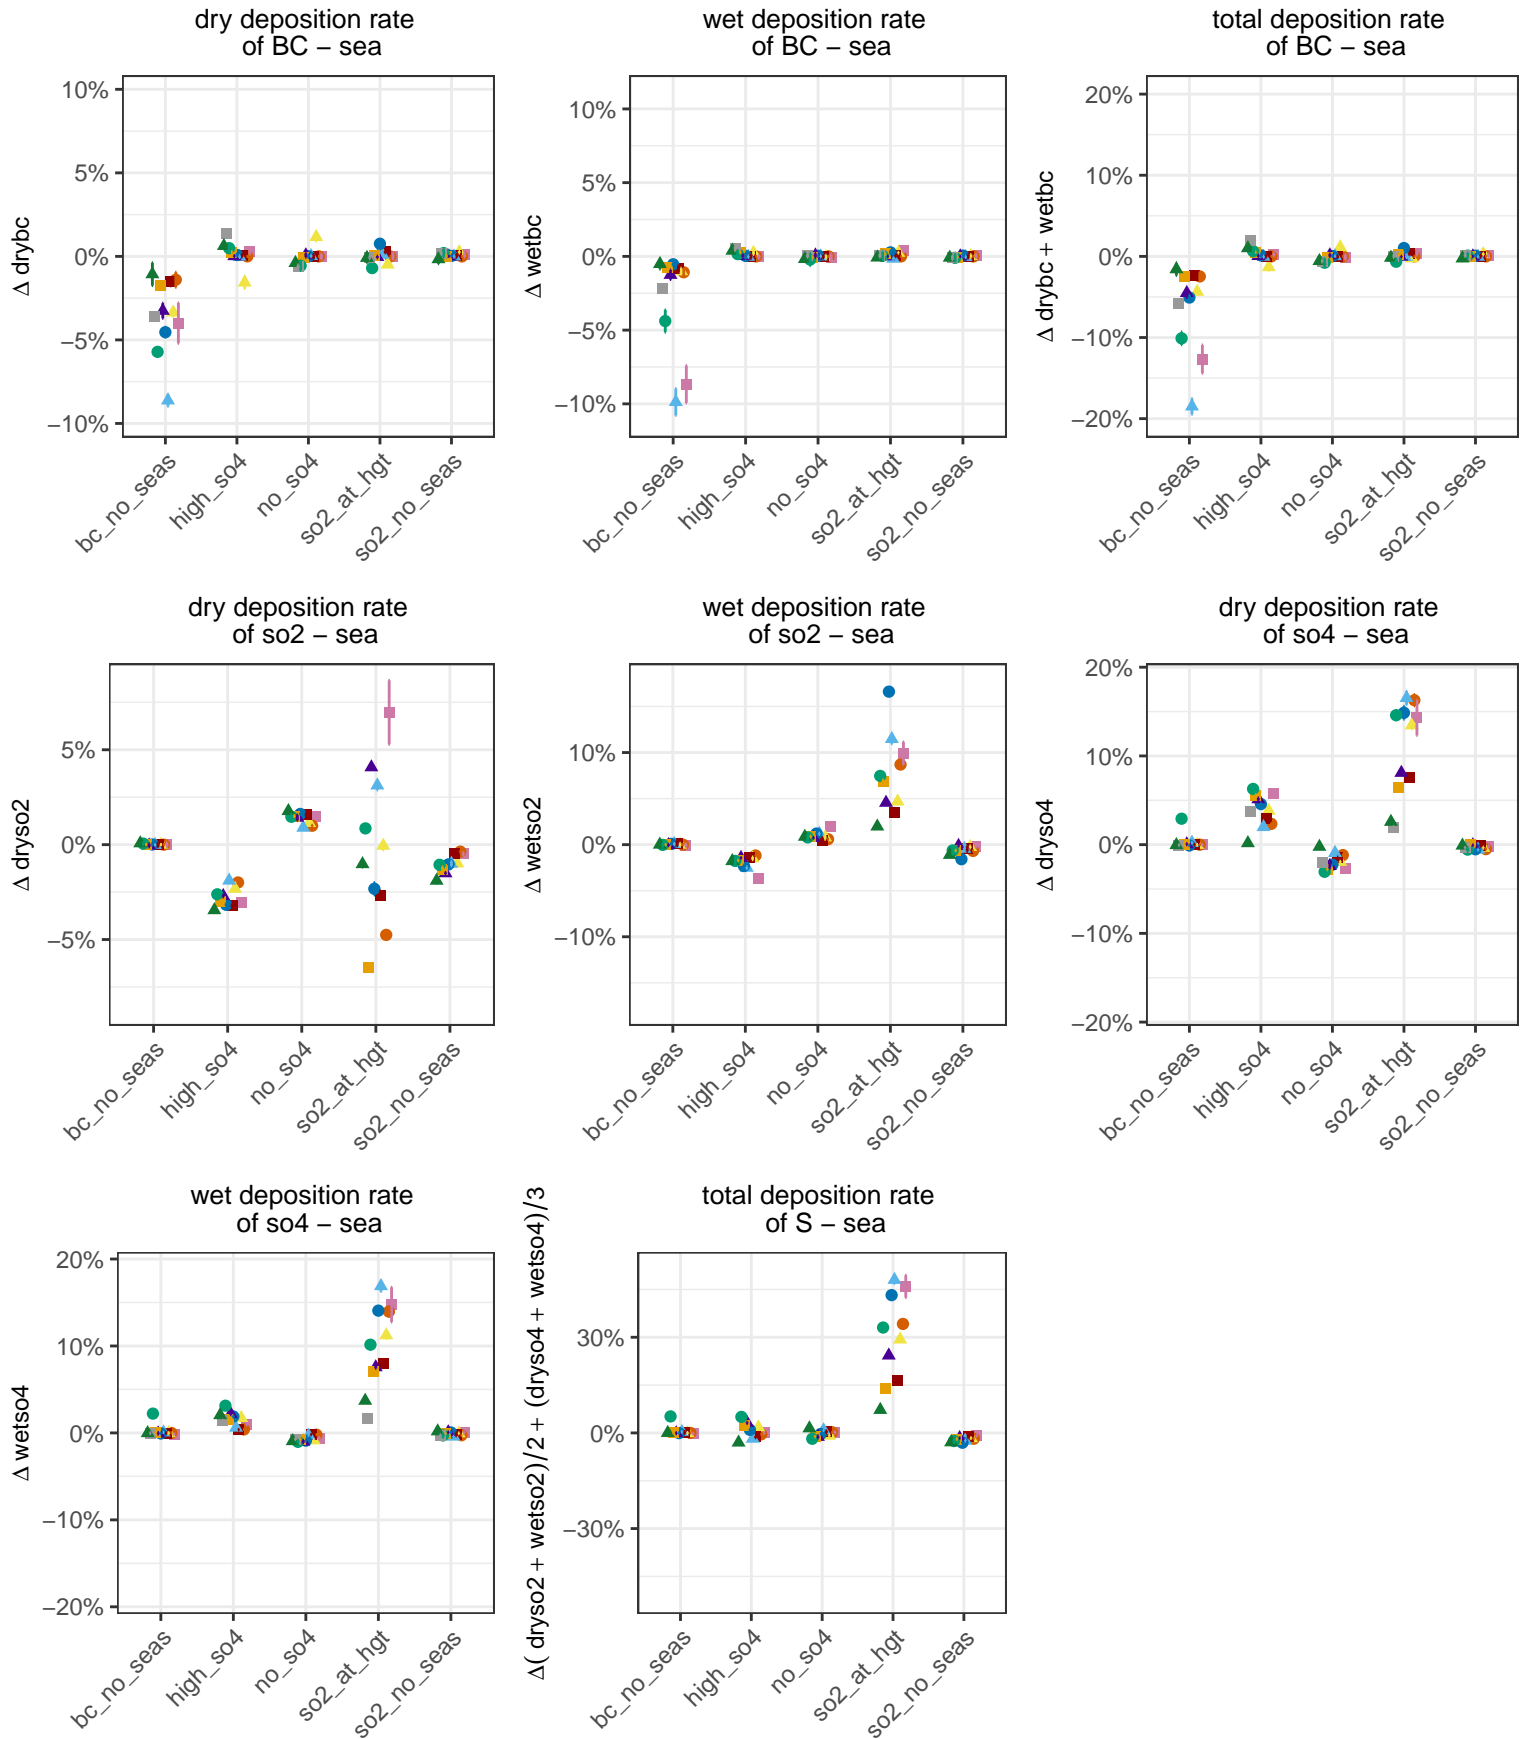 dry deposition rate
of BC − sea
Δ drybc
10%
5%
0%
−5%
−10%
bc_no_seas
high_so4
no_so4
so2_at_hgt
so2_no_seas
wet deposition rate
of BC − sea
Δ wetbc
10%
5%
0%
−5%
−10%
bc_no_seas
high_so4
no_so4
so2_at_hgt
so2_no_seas
total deposition rate
of BC − sea
Δ drybc + wetbc
20%
10%
0%
−10%
−20%
bc_no_seas
high_so4
no_so4
so2_at_hgt
so2_no_seas
dry deposition rate
of so2 − sea
Δ dryso2
5%
0%
−5%
bc_no_seas
high_so4
no_so4
so2_at_hgt
so2_no_seas
wet deposition rate
of so2 − sea
Δ wetso2
10%
0%
−10%
bc_no_seas
high_so4
no_so4
so2_at_hgt
so2_no_seas
dry deposition rate
of so4 − sea
Δ dryso4
20%
10%
0%
−10%
−20%
bc_no_seas
high_so4
no_so4
so2_at_hgt
so2_no_seas
wet deposition rate
of so4 − sea
Δ wetso4
20%
10%
0%
−10%
−20%
bc_no_seas
high_so4
no_so4
so2_at_hgt
so2_no_seas
total deposition rate
of S − sea
Δ( dryso2 + wetso2)/2 + (dryso4 + wetso4)/3
30%
0%
−30%
bc_no_seas
high_so4
no_so4
so2_at_hgt
so2_no_seas